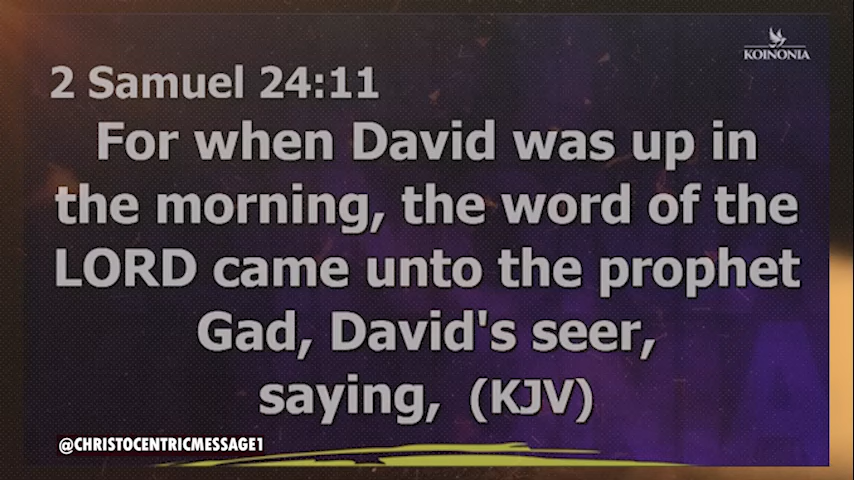 KOINONIA
2 Samuel 24:11
For when David was up in
the morning, the word of the
LORD came unto the prophet
Gad, David's seer,
saying, (KJV)
@CHRISTOCENTRICMESSAGE1